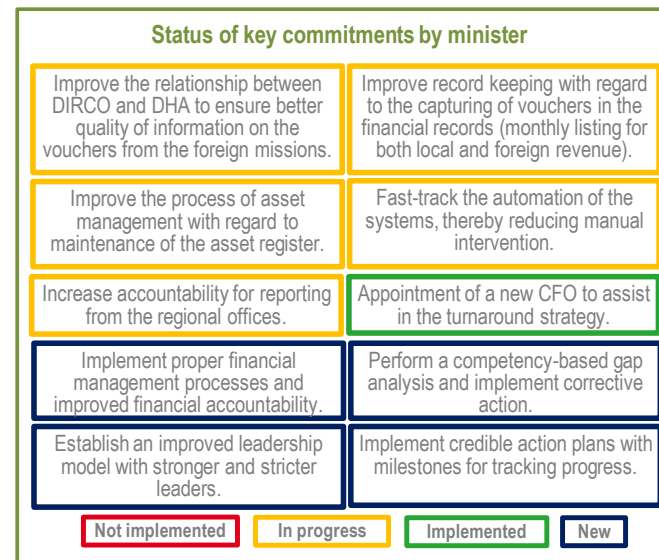 Status of key commitments by minister
Improve the relationship between
DIRCO and DHA to ensure better
quality of information on the
vouchers from the foreign missions.
Improve record keeping with regard
to the capturing of vouchers in the
financial records (monthly listing for
both local and foreign revenue).
Improve the process of asset
management with regard to
maintenance of the asset register.
Fast-track the automation of the
systems, thereby reducing manual
intervention.
Increase accountability for reporting
from the regional offices.
Appointment of a new CFO to assist
in the turnaround strategy.
Implement proper financial
management processes and
improved financial accountability.
Perform a competency-based gap
analysis and implement corrective
action.
Establish an improved leadership
model with stronger and stricter
leaders.
Implement credible action plans with
milestones for tracking progress.
Not implemented
In progress
Implemented
New